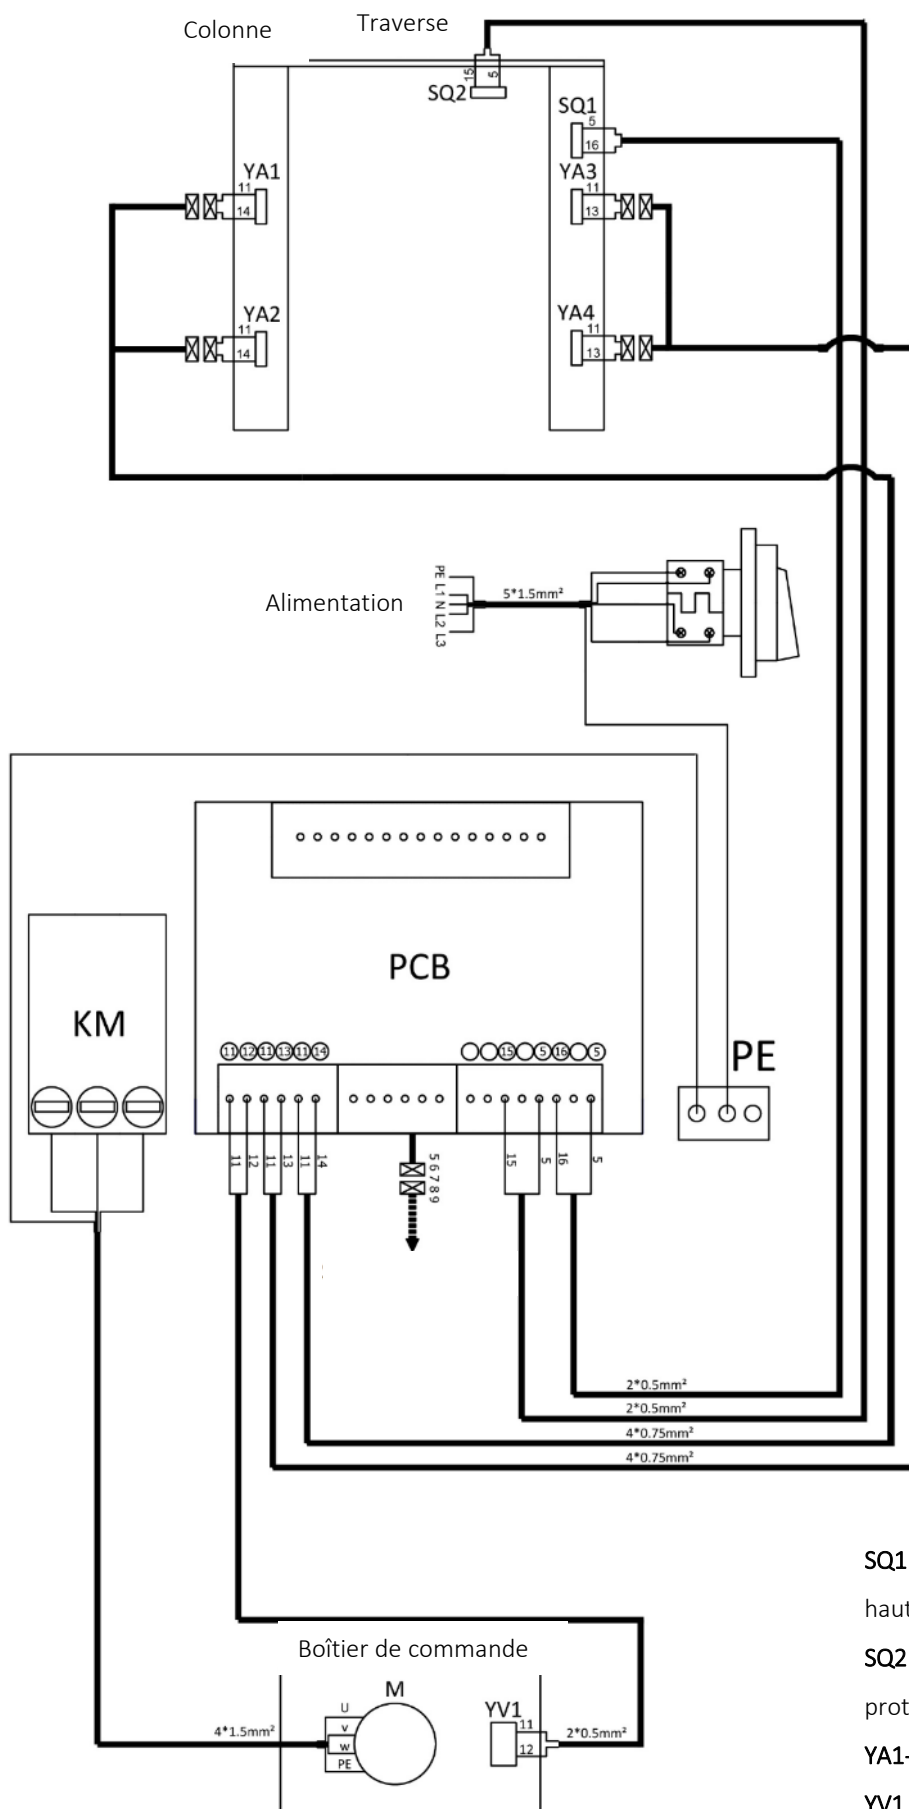 Colonne
Traverse
15
5
SQ2
SQ1
5
16
YA1
11
14
YA3
11
13
YA2
11
14
YA4
11
13
Alimentation
PE
L1
N
L2
L3
5*1.5mm²
PCB
KM
11 12 11 13 11 14
15 5 16 5
PE
11
12
11
13
11
14
5 6 7 8 9
15
5
16
5
2*0.5mm²
2*0.5mm²
4*0.75mm²
4*0.75mm²
SQ1
haut
SQ2
prot
YA1-
YV1
Boîtier de commande
M
U
v
w
PE
4*1.5mm²
YV1
11
12
2*0.5mm²